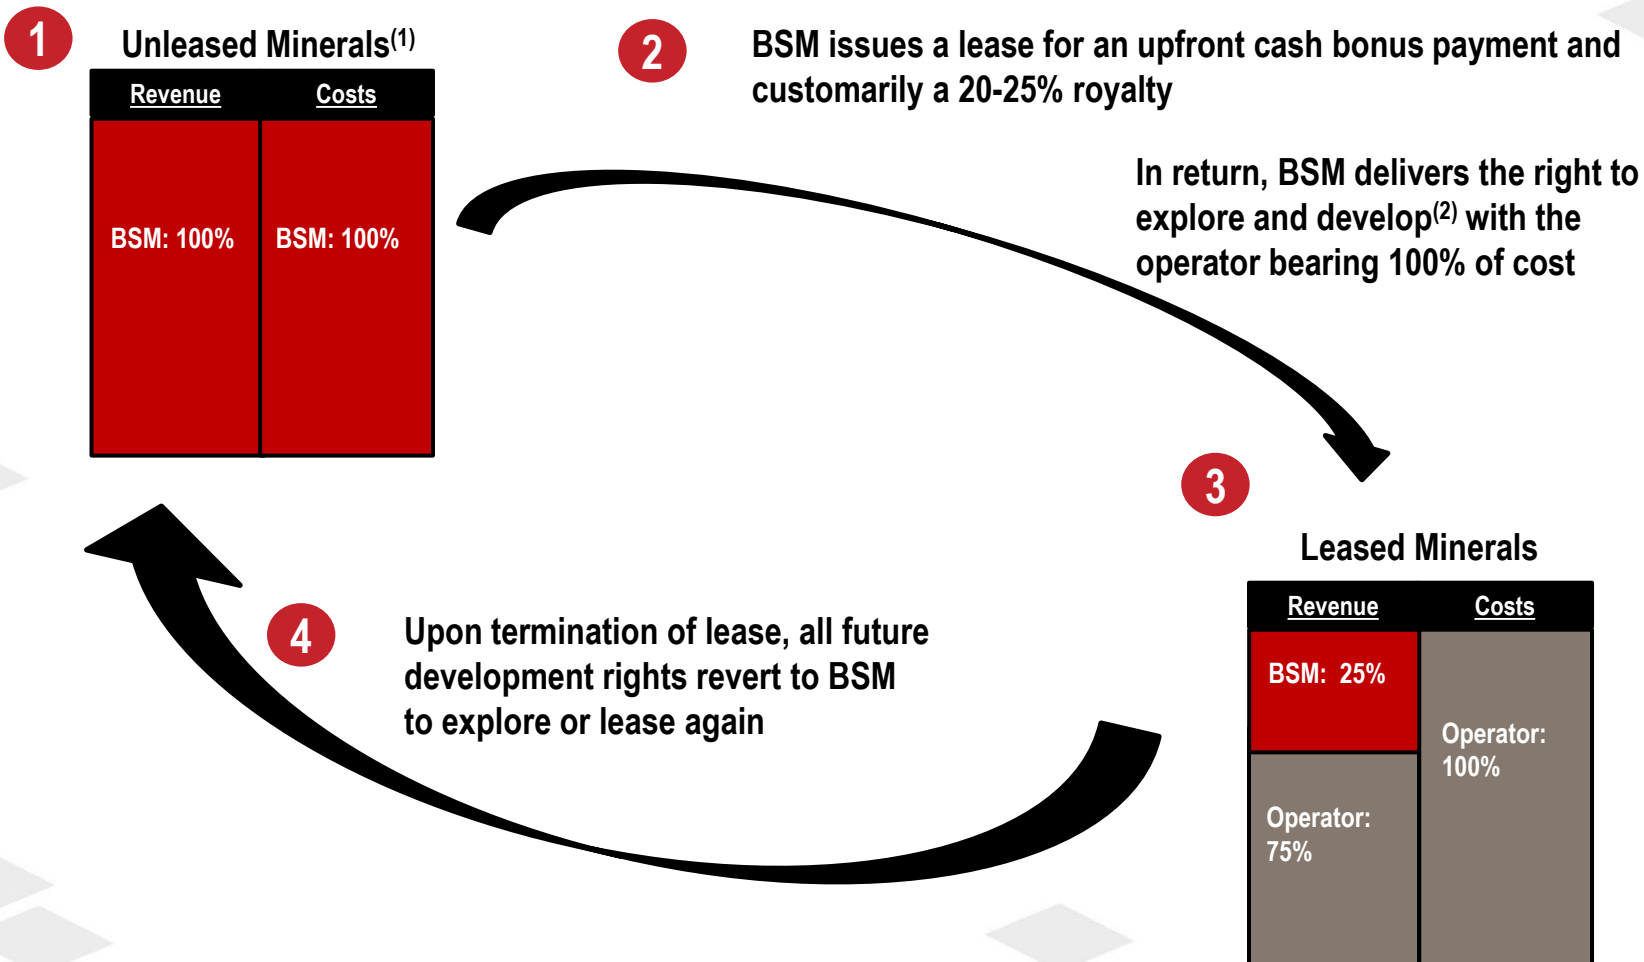 1
Unleased Minerals(1)
Revenue
Costs
BSM: 100%
BSM: 100%
2
BSM issues a lease for an upfront cash bonus payment and
customarily a 20-25% royalty
In return, BSM delivers the right to
explore and develop(2) with the
operator bearing 100% of cost
3
Leased Minerals
Revenue
Costs
BSM: 25%
Operator:
75%
Operator:
100%
4
Upon termination of lease, all future
development rights revert to BSM
to explore or lease again